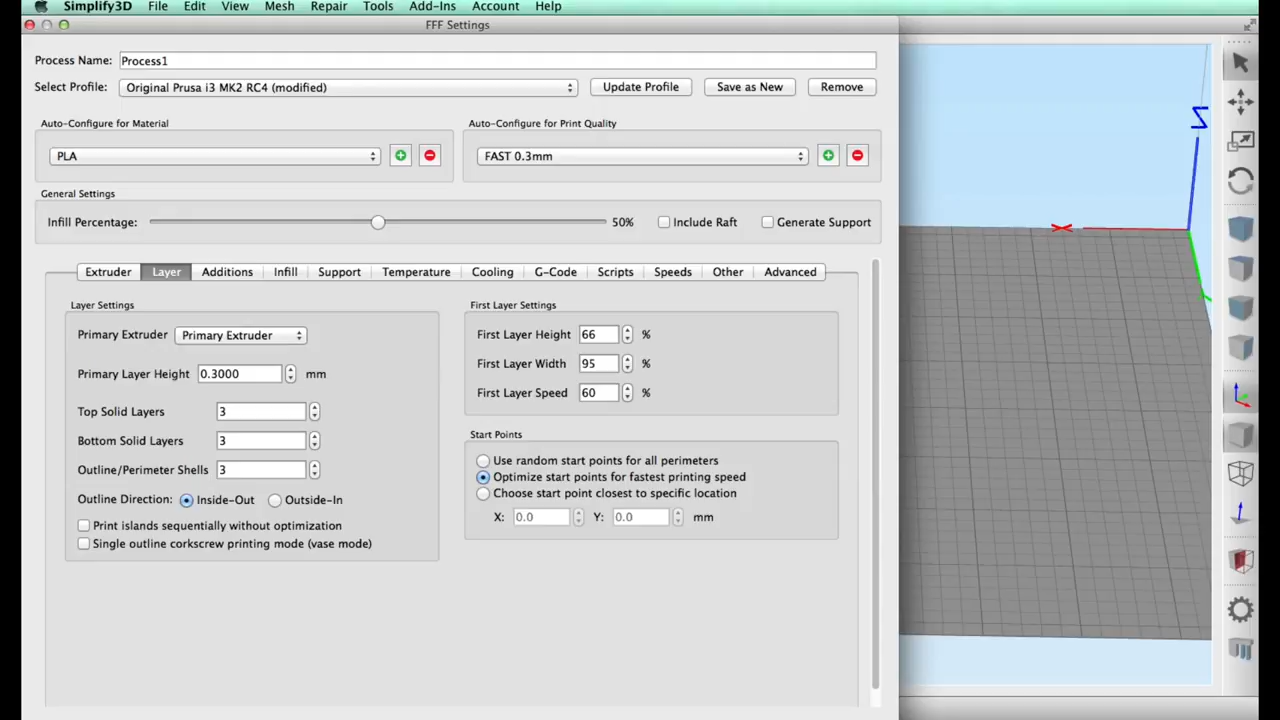 Simplify3D File Edit View Mesh Repair Tools Add-Ins Account Help
FFF Settings
Process Name: Process1
Select Profile: Original Prusa i3 MK2 RC4 (modified) Update Profile Save as New Remove
Auto-Configure for Material Auto-Configure for Print Quality
PLA FAST 0.3mm
General Settings
Infill Percentage: 50% Include Raft Generate Support
Extruder Layer Additions Infill Support Temperature Cooling G-Code Scripts Speeds Other Advanced
Layer Settings
Primary Extruder Primary Extruder
Primary Layer Height 0.3000 mm
Top Solid Layers 3
Bottom Solid Layers 3
Outline/Perimeter Shells 3
Outline Direction: Inside-Out Outside-In
Print islands sequentially without optimization
Single outline corkscrew printing mode (vase mode)
First Layer Settings
First Layer Height 66 %
First Layer Width 95 %
First Layer Speed 60 %
Start Points
Use random start points for all perimeters
Optimize start points for fastest printing speed
Choose start point closest to specific location
X: 0.0 Y: 0.0 mm
Z